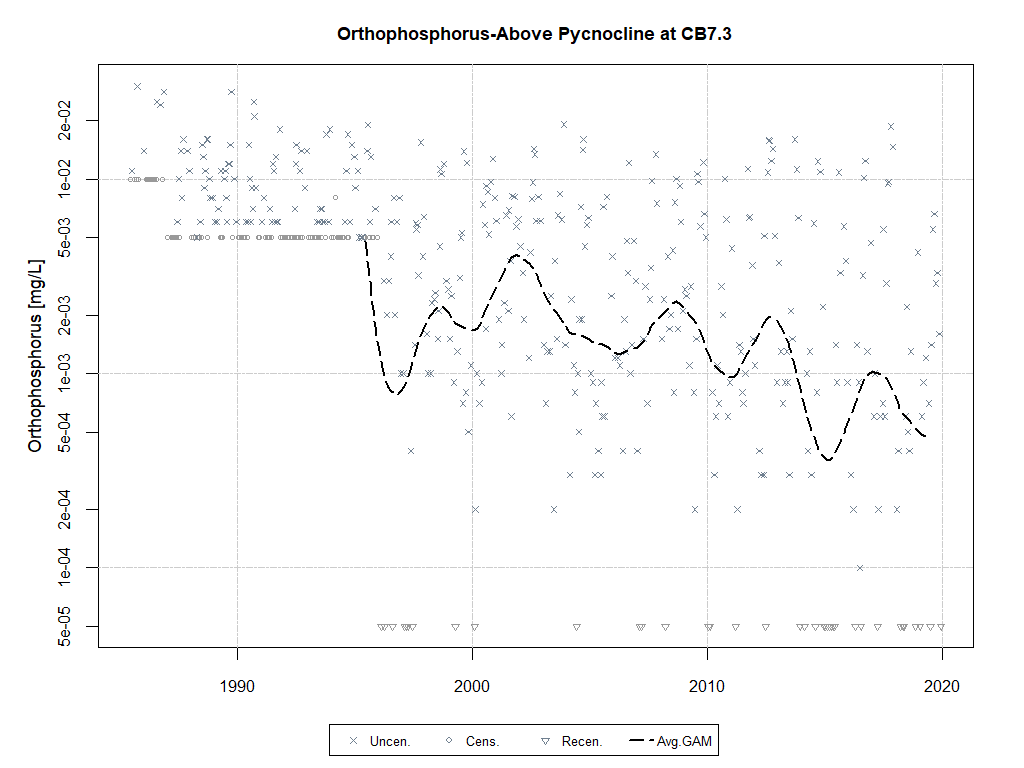 Orthophosphorus-Above Pycnocline at CB7.3
Orthophosphorus [mg/L]
2e-02
1e-02
5e-03
2e-03
1e-03
5e-04
2e-04
1e-04
5e-05
1990 2000 2010 2020
Uncen. Cens. Recen. Avg.GAM